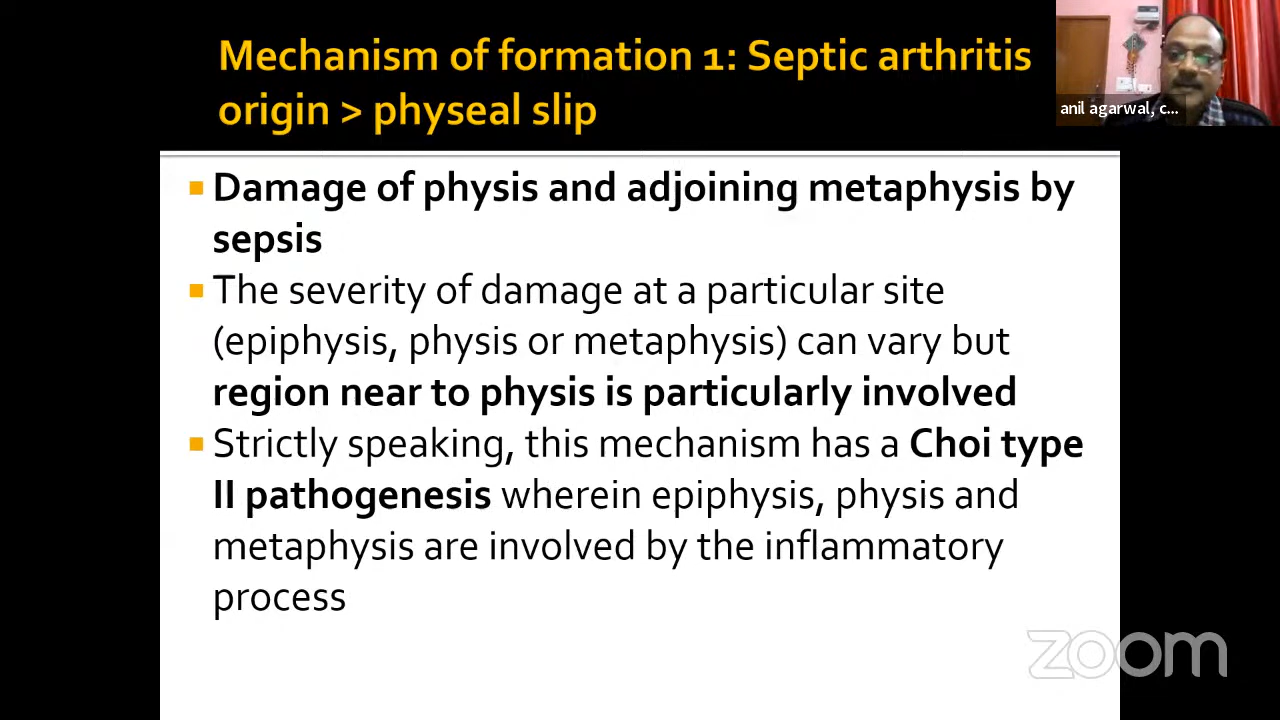 Mechanism of formation 1: Septic arthritis
origin > physeal slip
anil agarwal, c...
Damage of physis and adjoining metaphysis by
sepsis
The severity of damage at a particular site
(epiphysis, physis or metaphysis) can vary but
region near to physis is particularly involved
Strictly speaking, this mechanism has a Choi type
II pathogenesis wherein epiphysis, physis and
metaphysis are involved by the inflammatory
process
zoom